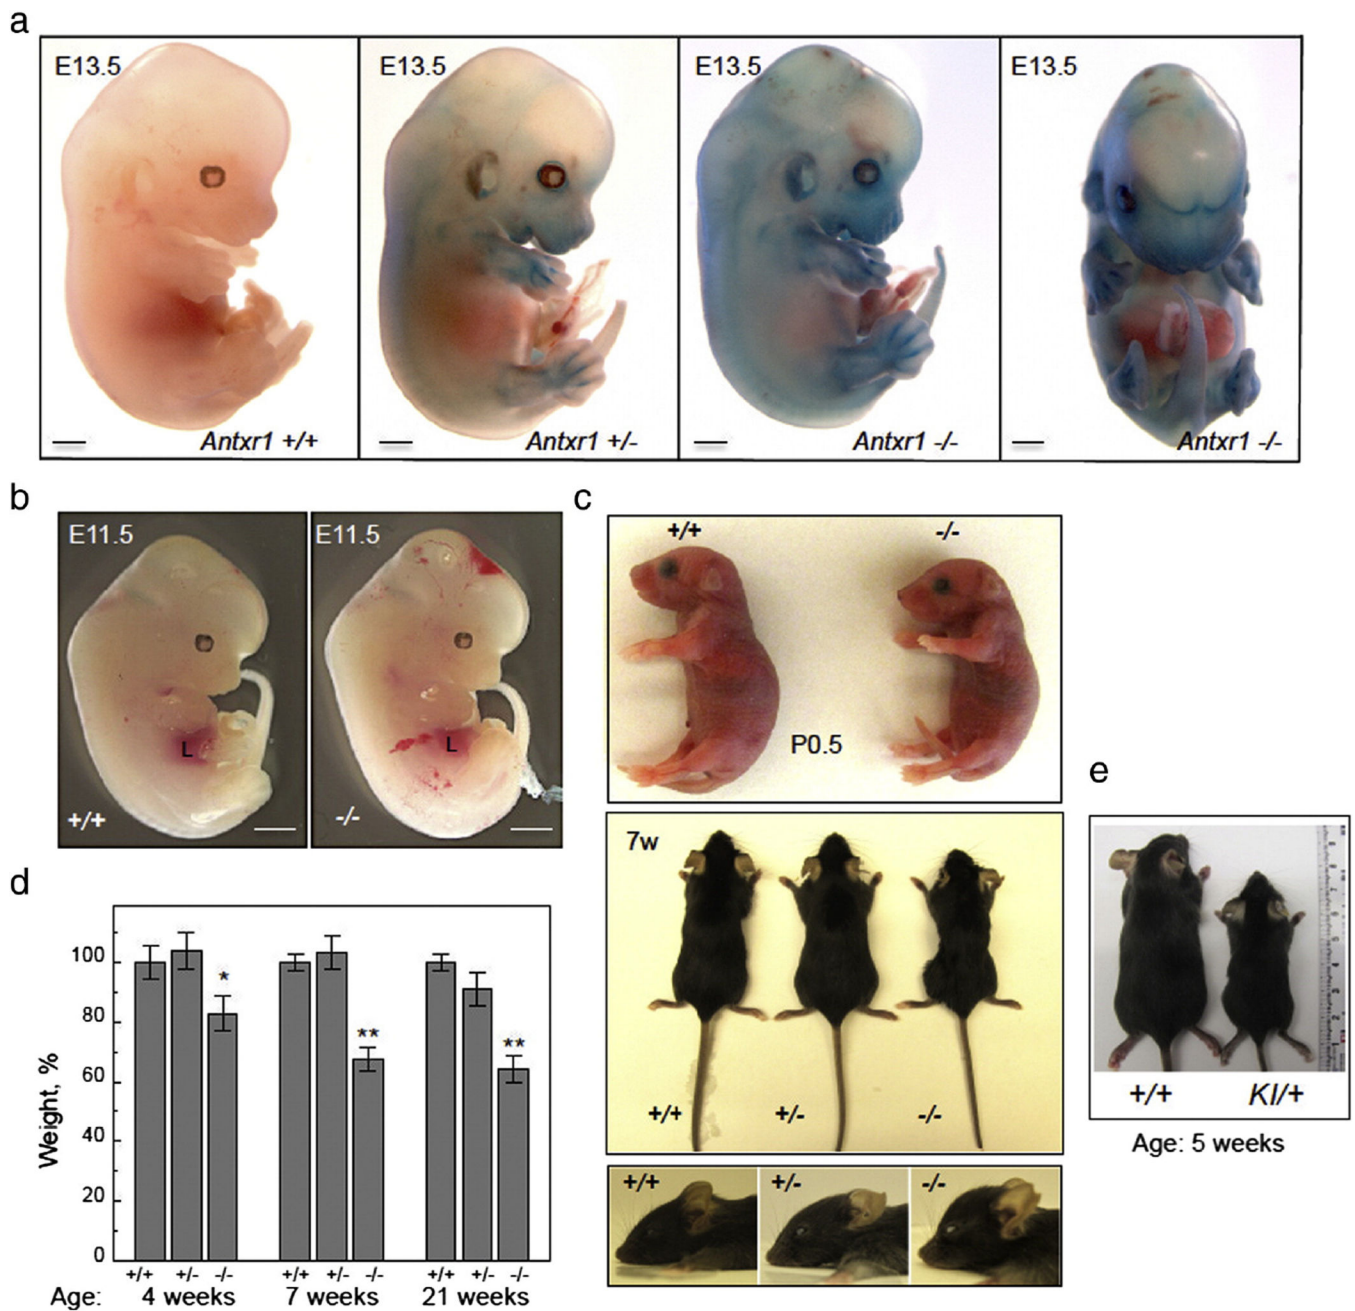 a
E13.5
E13.5
E13.5
E13.5
Antxr1 +/+
Antxr1 +/-
Antxr1 -/-
Antxr1 -/-
b
E11.5
E11.5
L
L
+/+
-/-
c
+/+
-/-
P0.5
7w
+/+
+/-
-/-
+/+
+/-
-/-
d
Weight, %
100
80
60
40
20
0
*
**
**
+/+ +/- -/- +/+ +/- -/- +/+ +/- -/-
Age: 4 weeks 7 weeks 21 weeks
e
+/+
KI/+
Age: 5 weeks